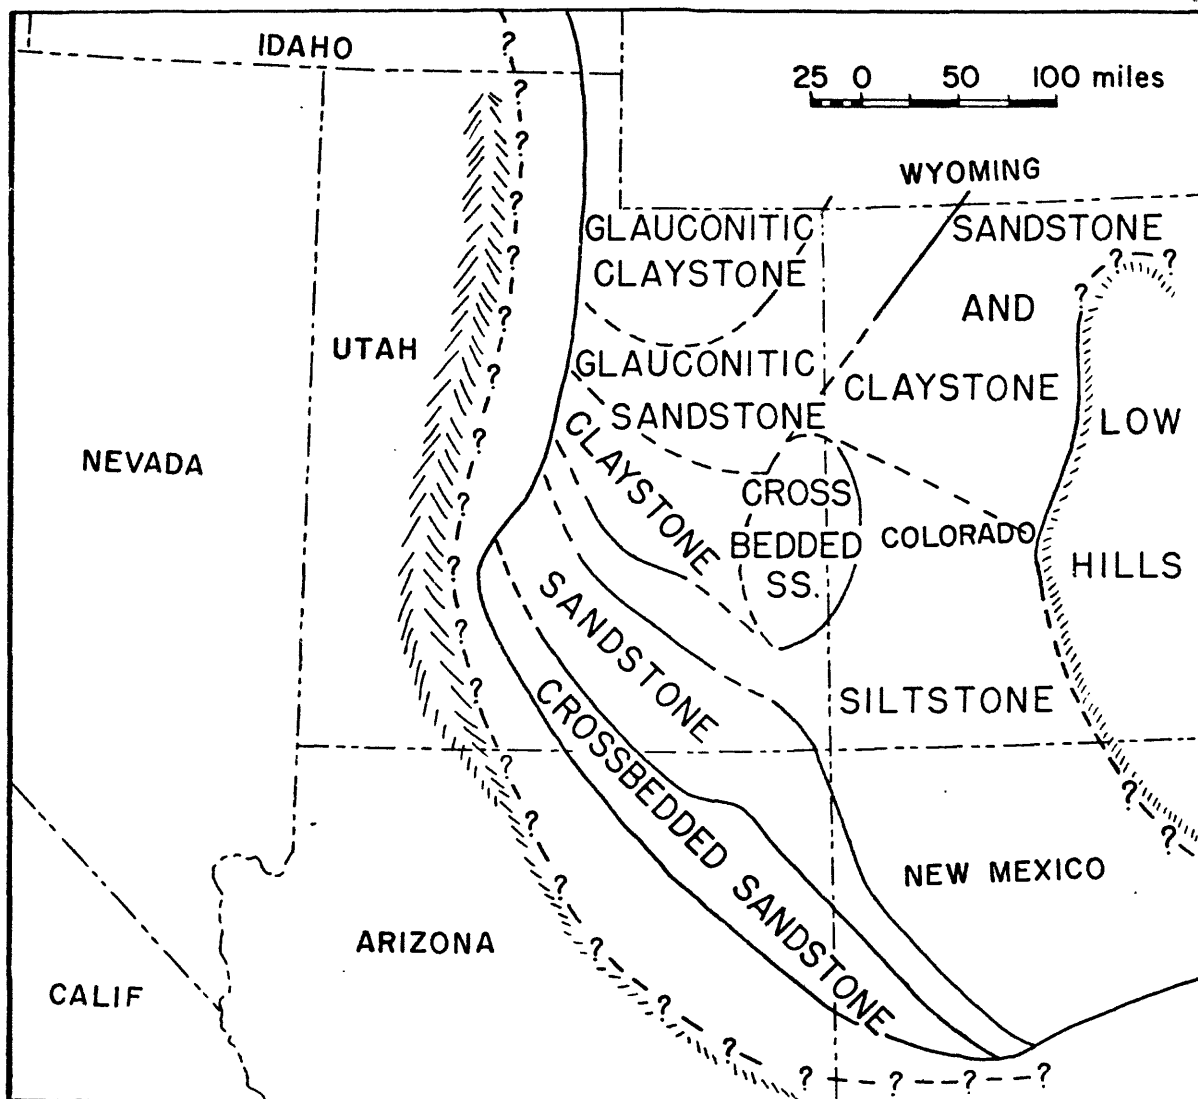 IDAHO
25 0 50 100 miles
WYOMING
GLAUCONITIC
CLAYSTONE
SANDSTONE
AND
CLAYSTONE
UTAH
GLAUCONITIC
SANDSTONE
LOW
HILLS
NEVADA
CLAYSTONE
CROSS
BEDDED
SS.
COLORADO
SANDSTONE
SILTSTONE
CROSSBEDDED SANDSTONE
NEW MEXICO
ARIZONA
CALIF
? ? ? ? ? ? ? ? ? ? ? ? ? ? ? ? ? ? ? ? ? ?
? ? ?
? ?